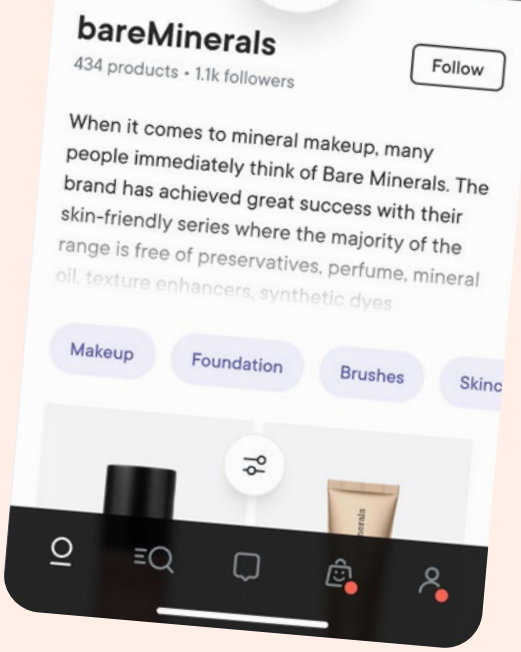 bareMinerals
434 products • 1.1k followers
Follow
When it comes to mineral makeup, many
people immediately think of Bare Minerals. The
brand has achieved great success with their
skin-friendly series where the majority of the
range is free of preservatives, perfume, mineral
oil, texture enhancers, synthetic dyes
Makeup
Foundation
Brushes
Skinc
nerals